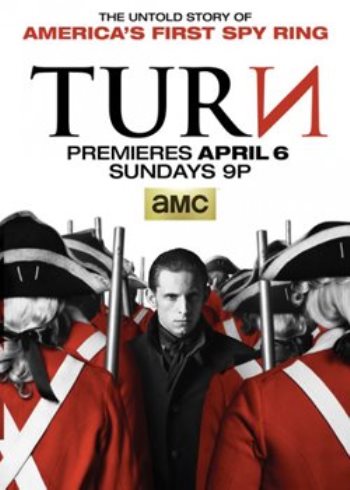 THE UNTOLD STORY OF
AMERICA'S FIRST SPY RING
TURN
PREMIERES APRIL 6
SUNDAYS 9P
aMC